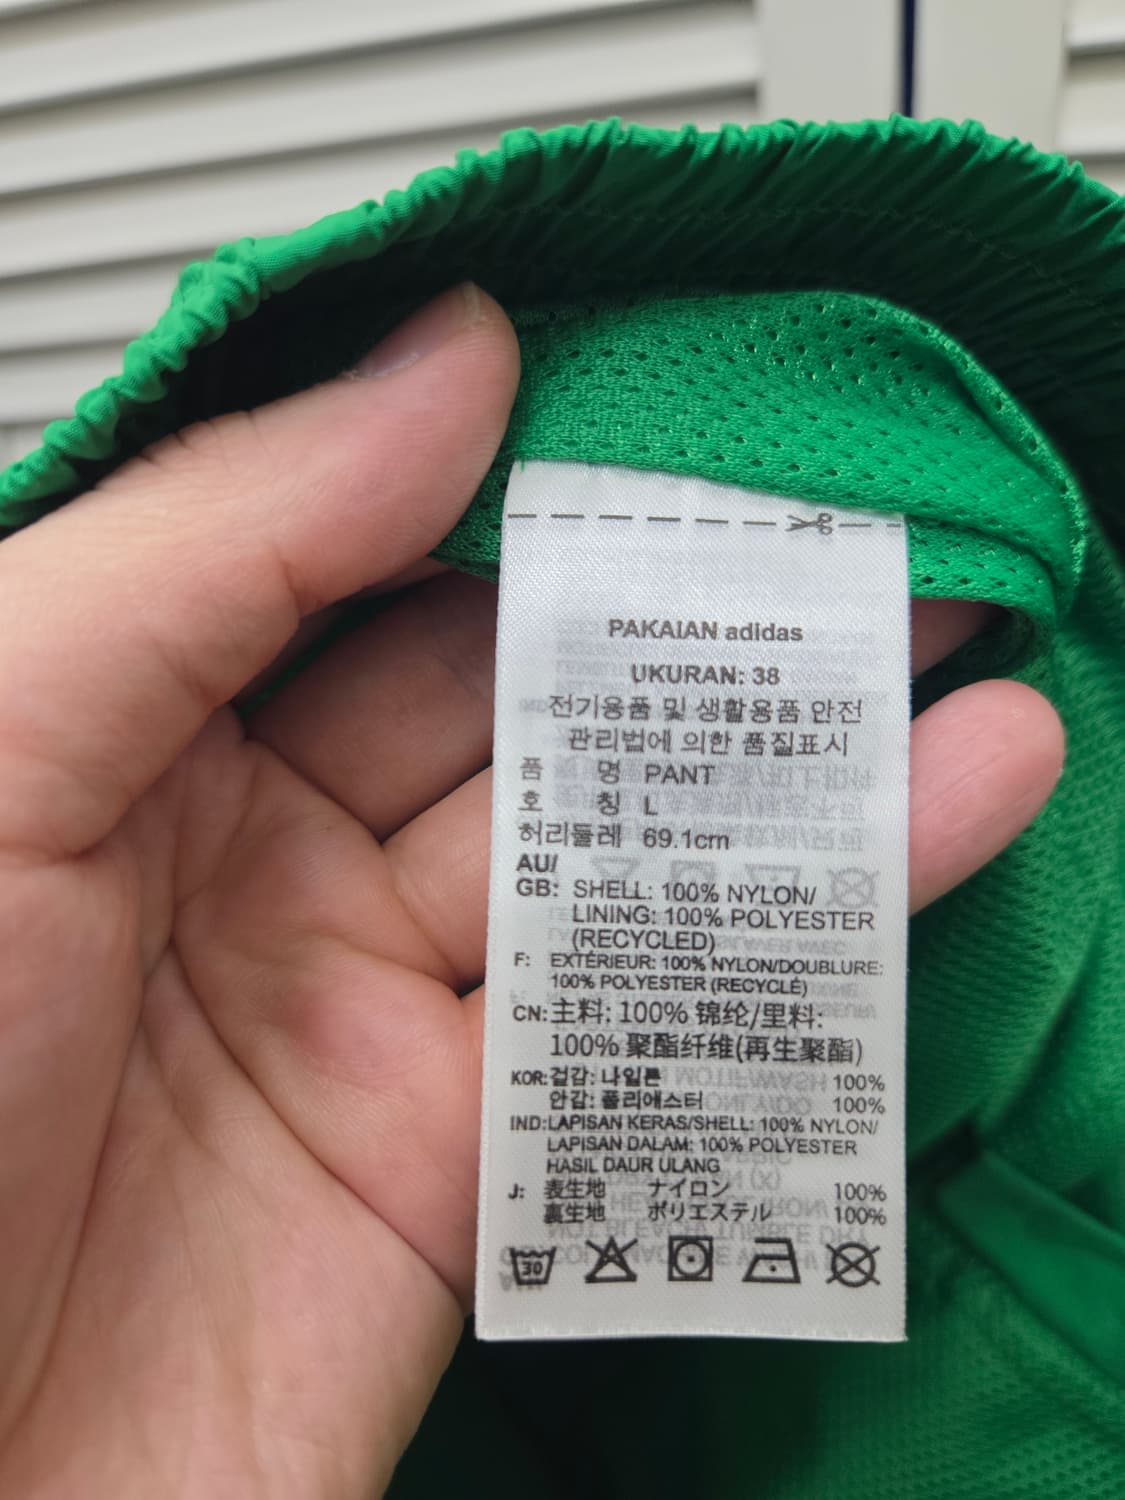 PAKAIAN adidas
UKURAN: 38
전기용품 및 생활용품 안전
관리법에 의한 품질표시
품 명 PANT
호 칭 L
허리둘레 69.1cm
AU/
GB: SHELL: 100% NYLON/
LINING: 100% POLYESTER
(RECYCLED)
F: EXTÉRIEUR: 100% NYLON/DOUBLURE:
100% POLYESTER (RECYCLÉ)
CN: 主料: 100% 锦纶/里料:
100% 聚酯纤维(再生聚酯)
KOR: 겉감: 나일론 100%
안감: 폴리에스터 100%
IND: LAPISAN KERAS/SHELL: 100% NYLON/
LAPISAN DALAM: 100% POLYESTER
HASIL DAUR ULANG
J: 表生地 ナイロン 100%
裏生地 ポリエステル 100%
30